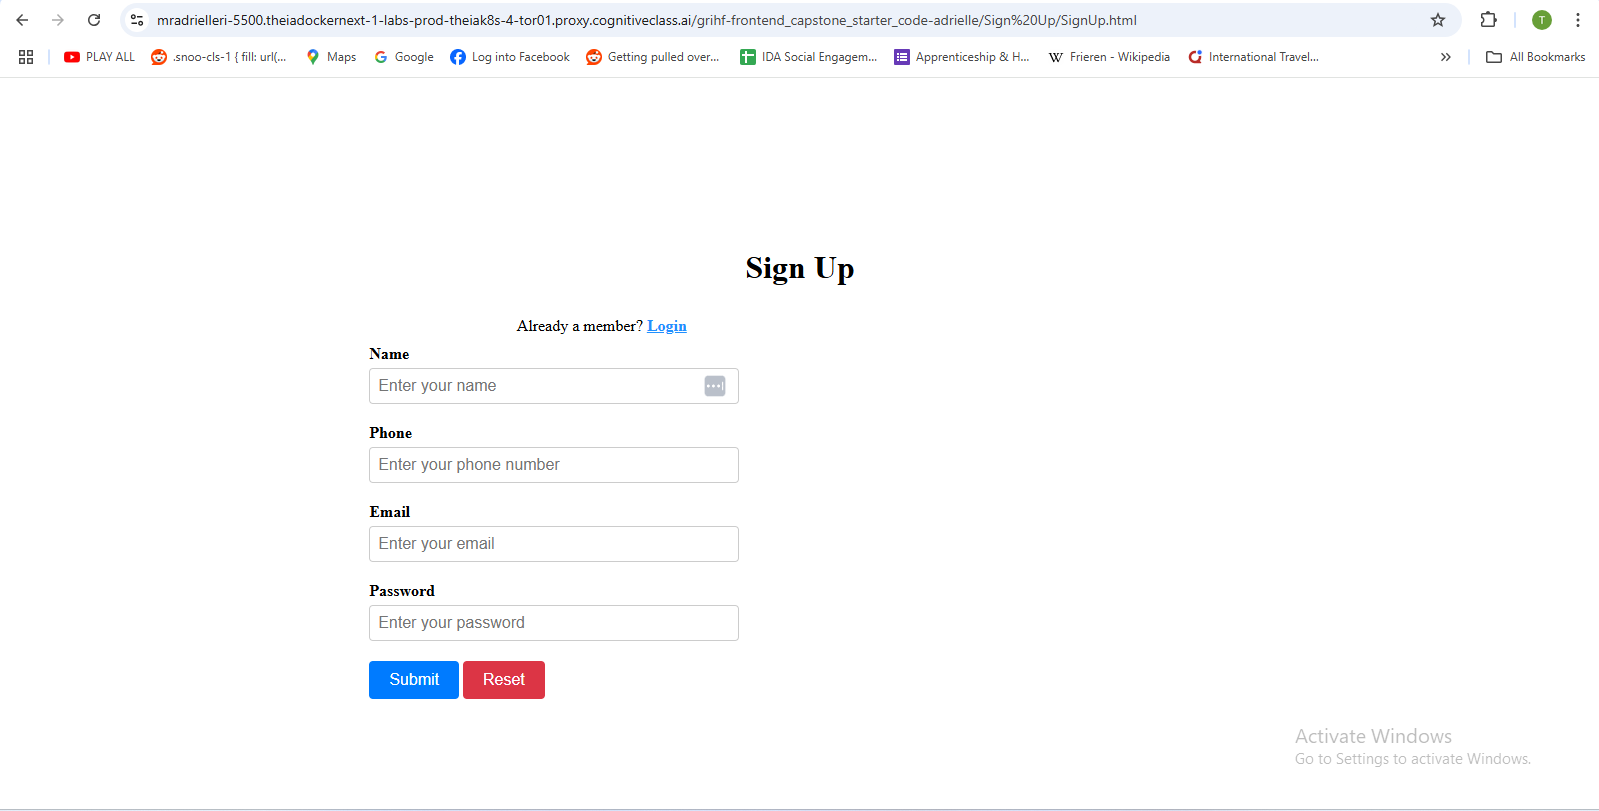 mradrielleri-5500.theiadockernext-1-labs-prod-theiak8s-4-tor01.proxy.cognitiveclass.ai/grihf-frontend_capstone_starter_code-adrielle/Sign%20Up/SignUp.html
T
PLAY ALL .snoo-cls-1 { fill: url(... Maps Google Log into Facebook Getting pulled over... IDA Social Engagem... Apprenticeship & H... W Frieren - Wikipedia International Travel... » All Bookmarks
Sign Up
Already a member? Login
Name
Enter your name
Phone
Enter your phone number
Email
Enter your email
Password
Enter your password
Submit Reset
Activate Windows
Go to Settings to activate Windows.